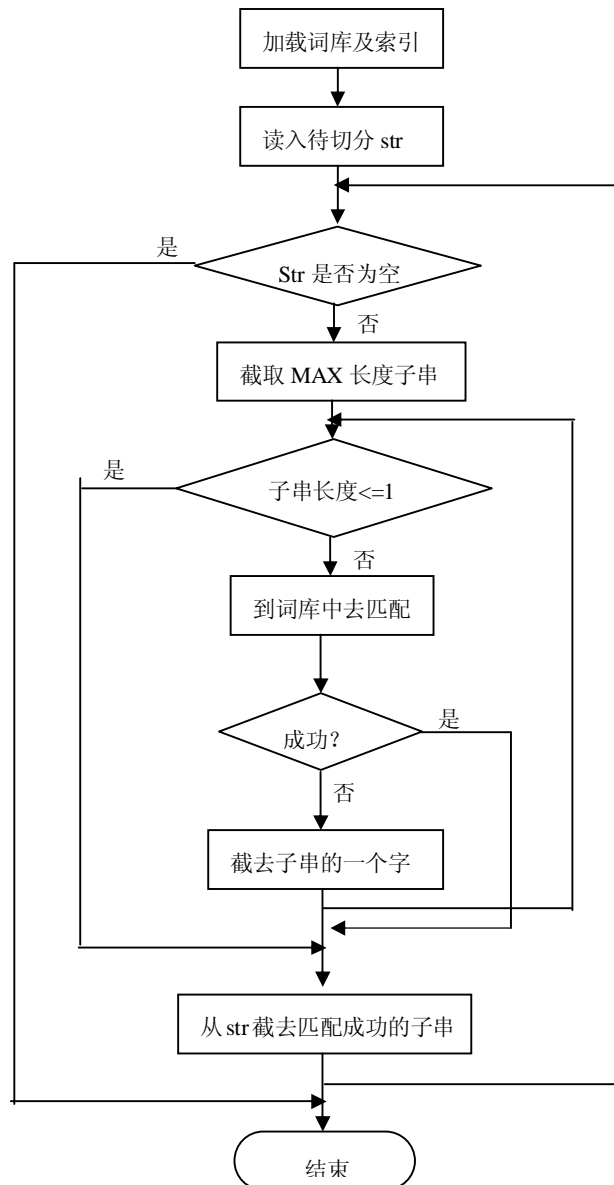 加载词库及索引
读入待切分 str
是
Str 是否为空
否
截取 MAX 长度子串
是
子串长度<=1
否
到词库中去匹配
是
成功?
否
截去子串的一个字
从 str 截去匹配成功的子串
结束